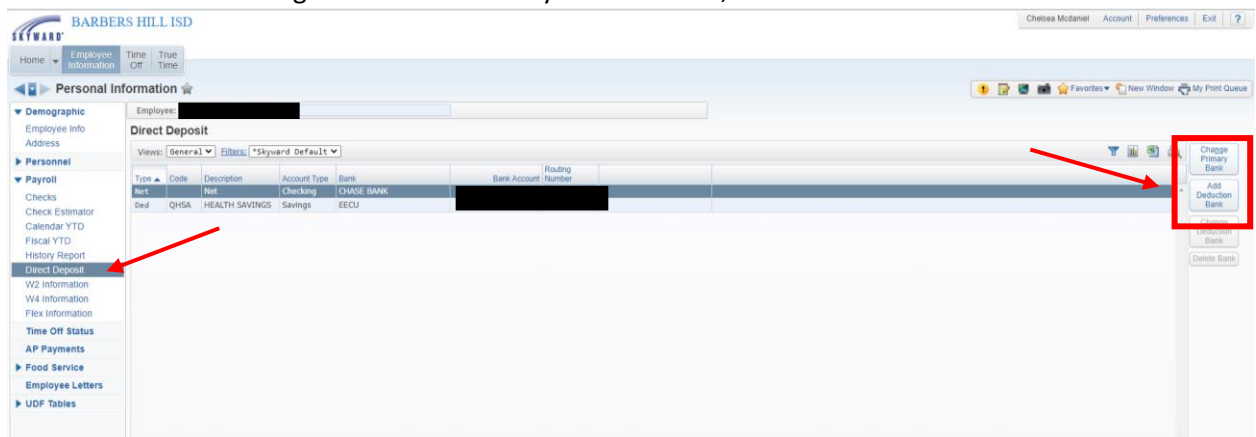 BARBERS HILL ISD
SKYWARD
Chelsea Mcdaniel Account Preferences Exit ?
Home Employee Information Time Off True Time
Personal Information
Favorites New Window My Print Queue
Demographic
Employee Info
Address
Personnel
Payroll
Checks
Check Estimator
Calendar YTD
Fiscal YTD
History Report
Direct Deposit
W2 Information
W4 Information
Flex Information
Time Off Status
AP Payments
Food Service
Employee Letters
UDF Tables
Employee:
Direct Deposit
Views: General Filters: *Skyward Default
Type Code Description Account Type Bank Bank Account Routing Number
Net Net Checking CHASE BANK
Ded QHSA HEALTH SAVINGS Savings EECU
Change Primary Bank
Add Deduction Bank
Change Deduction Bank
Delete Bank